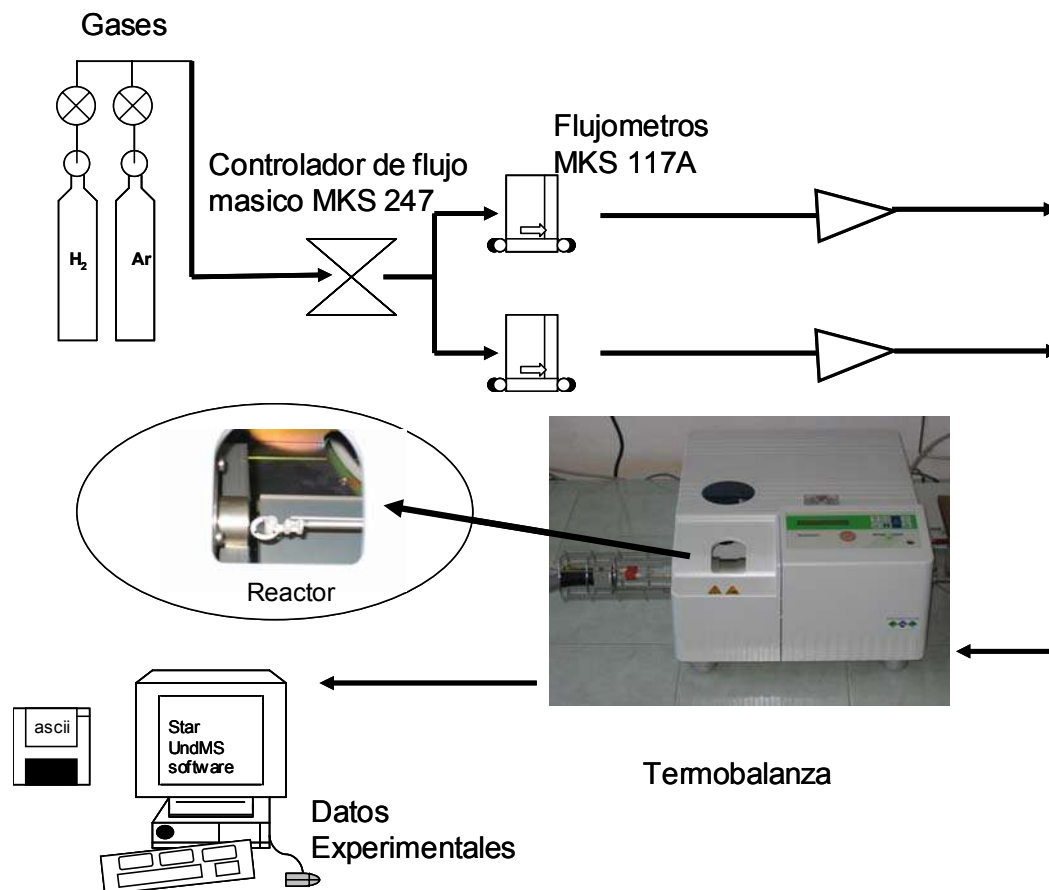 Gases
Flujometros
MKS 117A
Controlador de flujo
masico MKS 247
H2
Ar
Reactor
ascii
Star
UndMS
software
Termobalanza
Datos
Experimentales